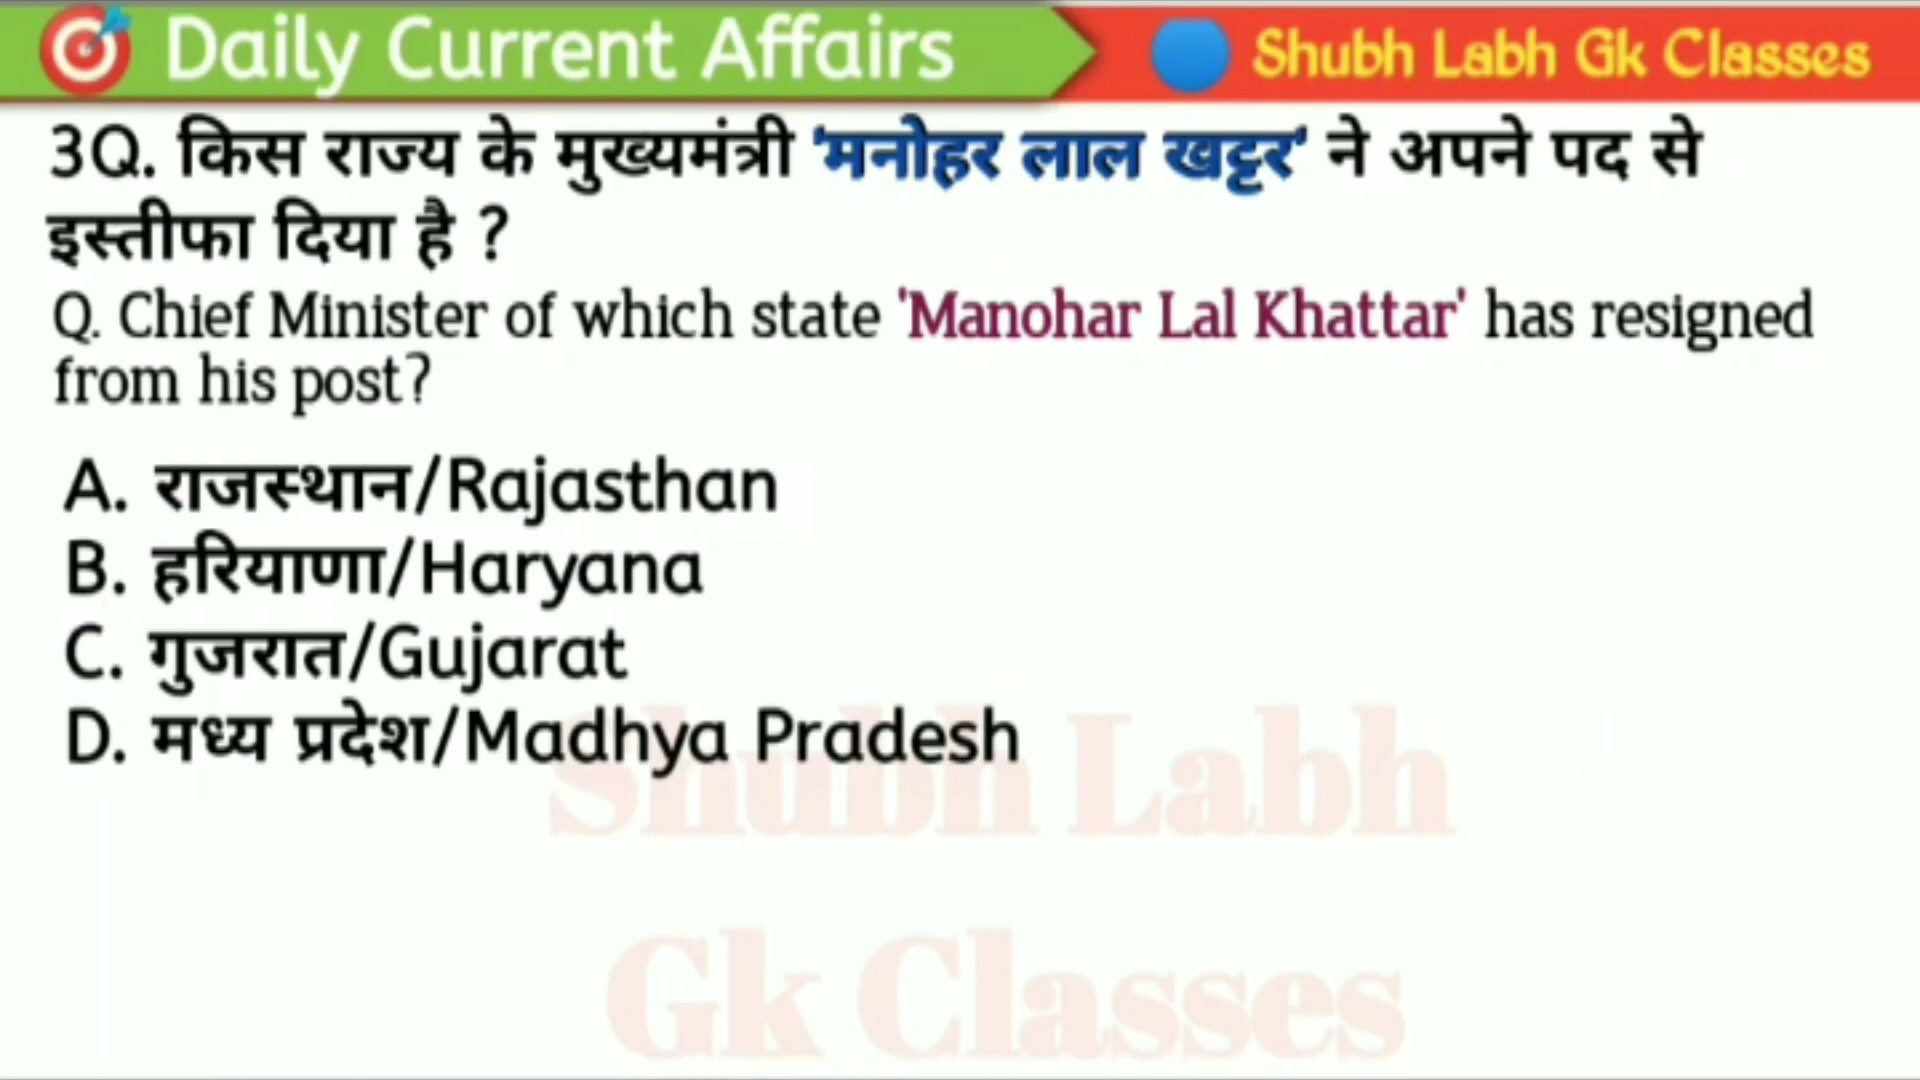 Daily Current Affairs
Shubh Labh Gk Classes
3Q. किस राज्य के मुख्यमंत्री 'मनोहर लाल खट्टर' ने अपने पद से
इस्तीफा दिया है ?
Q. Chief Minister of which state 'Manohar Lal Khattar' has resigned
from his post?
A. राजस्थान/Rajasthan
B. हरियाणा/Haryana
C. गुजरात/Gujarat
D. मध्य प्रदेश/Madhya Pradesh
Shubh Labh
Gk Classes